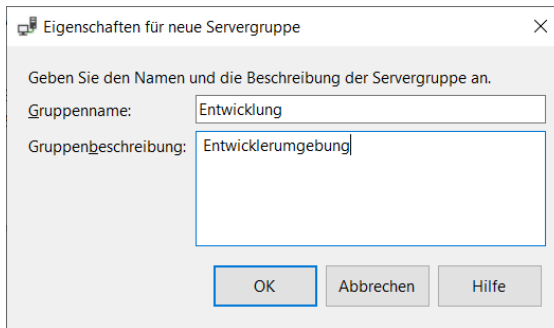 Eigenschaften für neue Servergruppe
Geben Sie den Namen und die Beschreibung der Servergruppe an.
Gruppenname: Entwicklung
Gruppenbeschreibung: Entwicklerumgebung
OK Abbrechen Hilfe